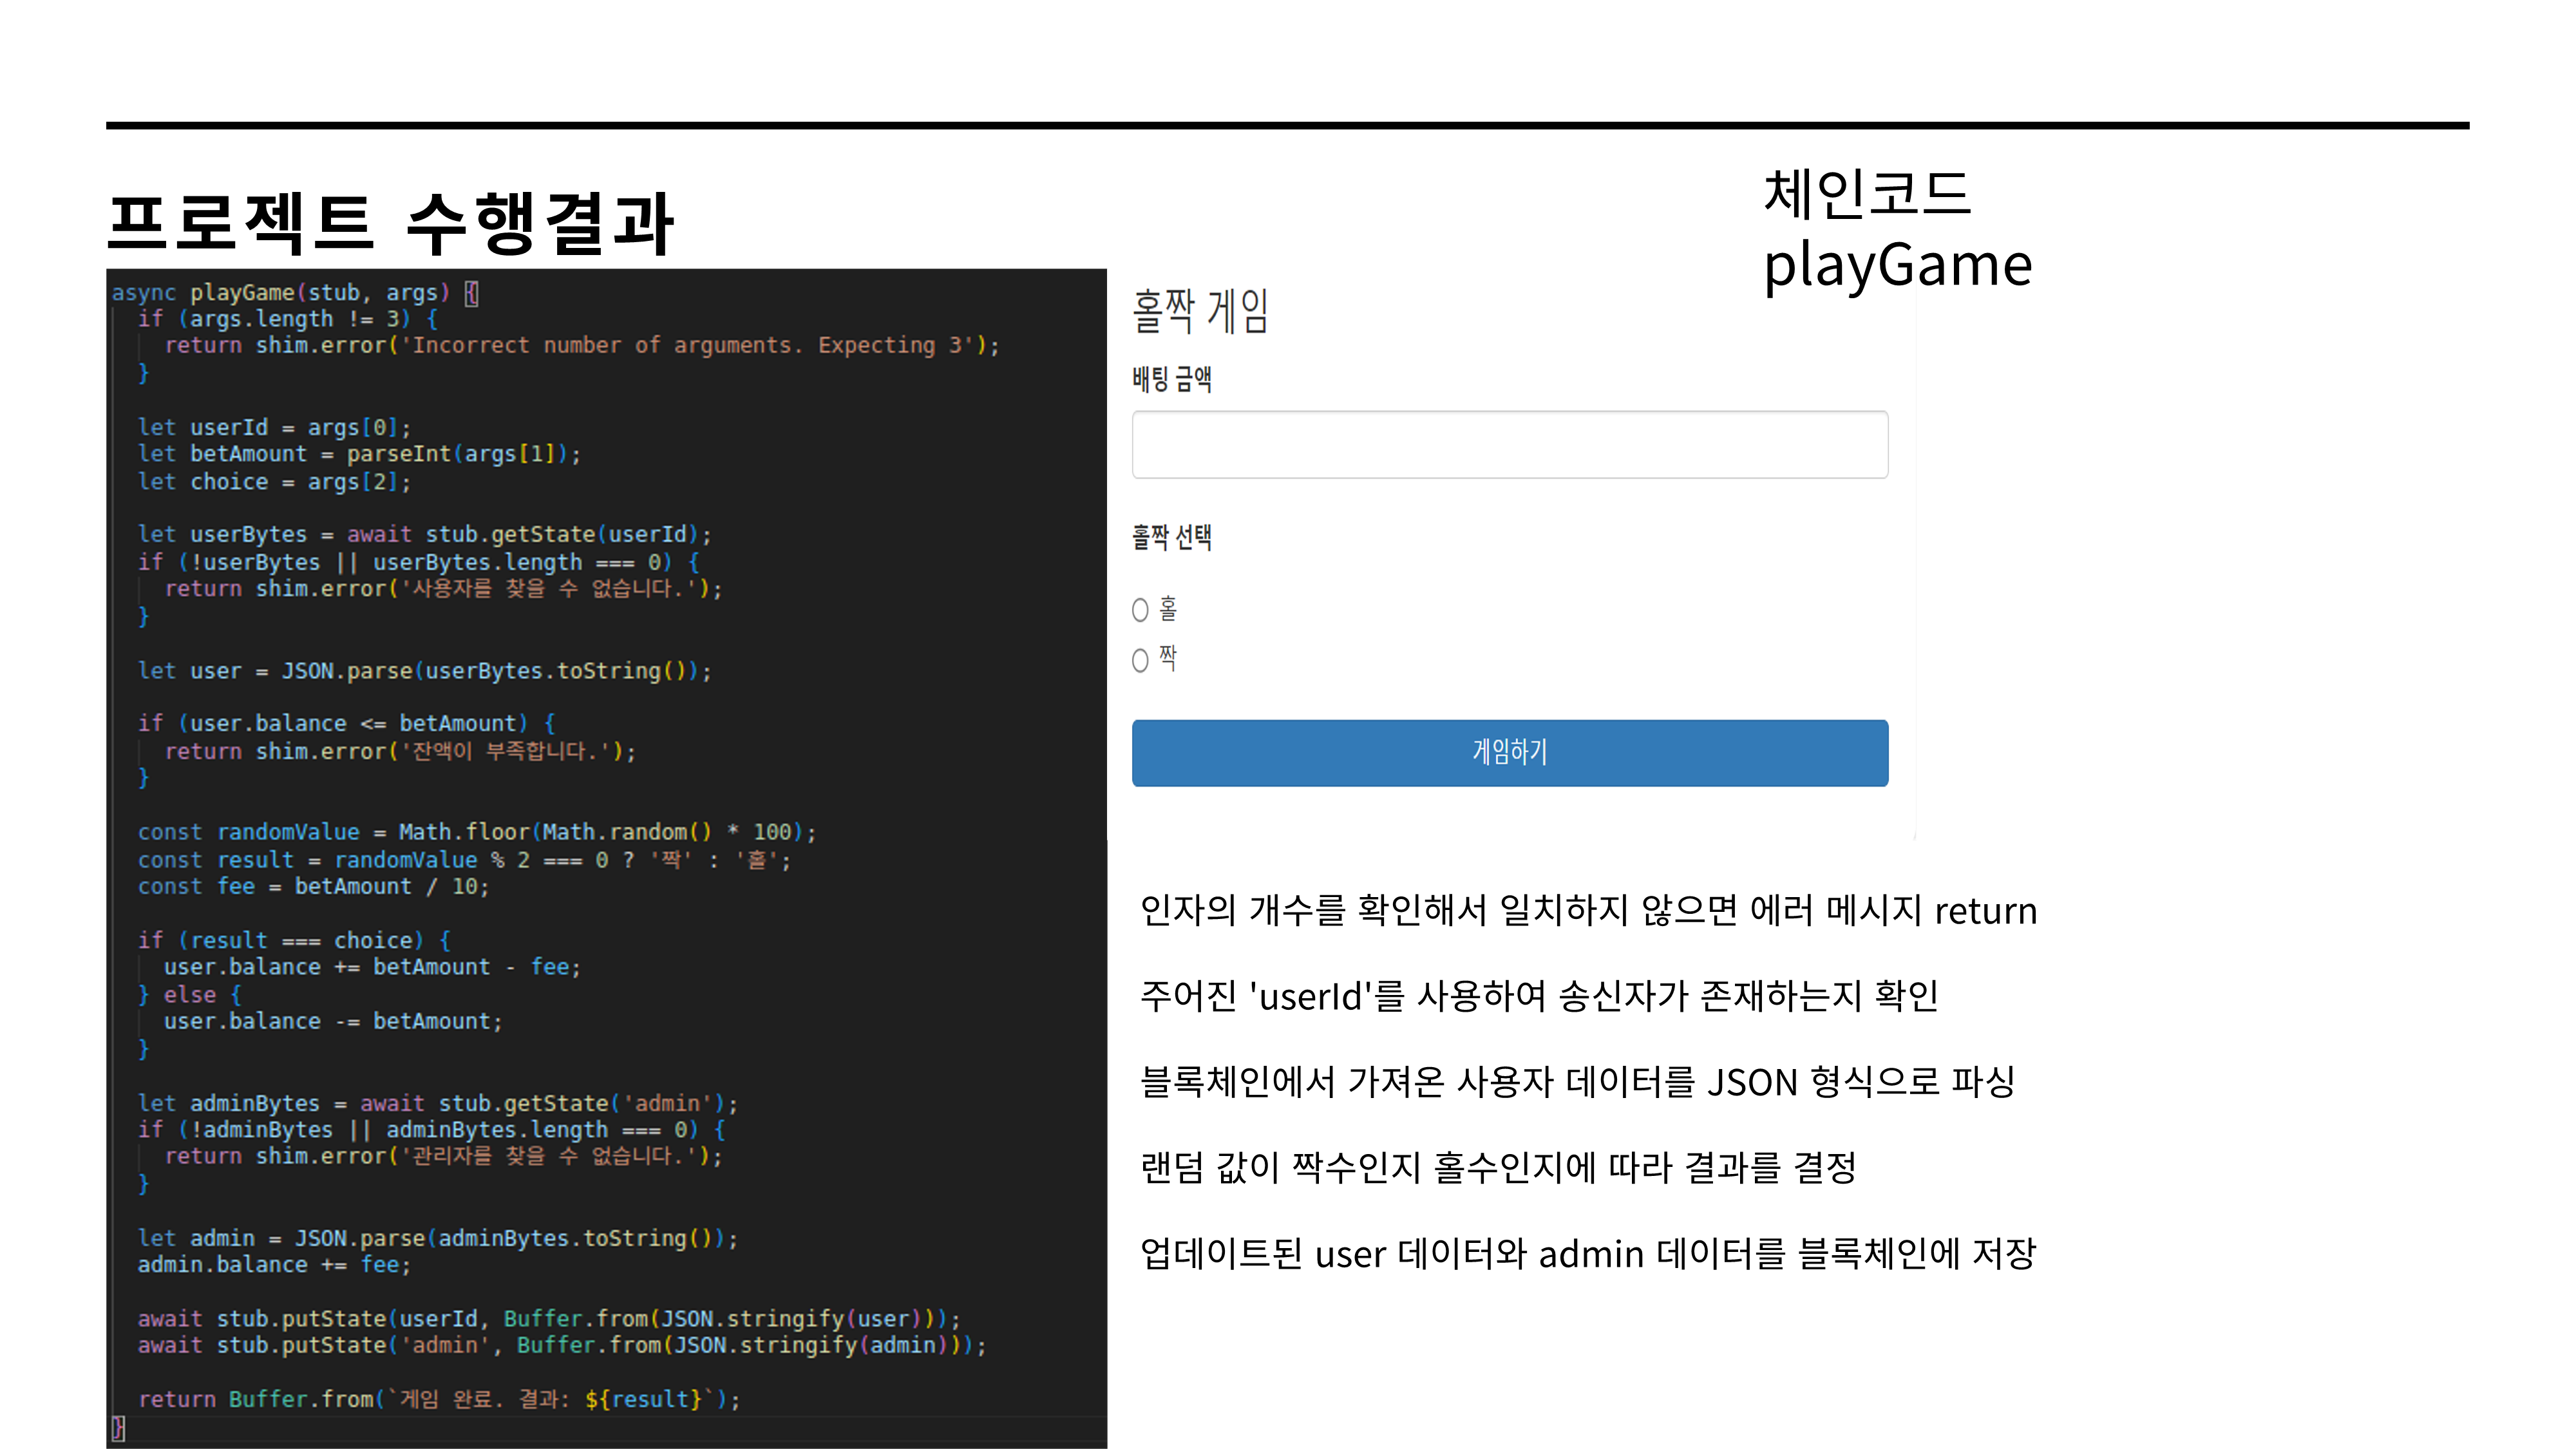 프로젝트 수행결과
체인코드
playGame
async playGame(stub, args) {
if (args.length != 3) {
return shim.error('Incorrect number of arguments. Expecting 3');
}
let userId = args[0];
let betAmount = parseInt(args[1]);
let choice = args[2];
let userBytes = await stub.getState(userId);
if (!userBytes || userBytes.length === 0) {
return shim.error('사용자를 찾을 수 없습니다.');
}
let user = JSON.parse(userBytes.toString());
if (user.balance <= betAmount) {
return shim.error('잔액이 부족합니다.');
}
const randomValue = Math.floor(Math.random() * 100);
const result = randomValue % 2 === 0 ? '짝' : '홀';
const fee = betAmount / 10;
if (result === choice) {
user.balance += betAmount - fee;
} else {
user.balance -= betAmount;
}
let adminBytes = await stub.getState('admin');
if (!adminBytes || adminBytes.length === 0) {
return shim.error('관리자를 찾을 수 없습니다.');
}
let admin = JSON.parse(adminBytes.toString());
admin.balance += fee;
await stub.putState(userId, Buffer.from(JSON.stringify(user)));
await stub.putState('admin', Buffer.from(JSON.stringify(admin)));
return Buffer.from(`게임 완료. 결과: ${result}`);
}
홀짝 게임
배팅 금액
홀짝 선택
홀
짝
게임하기
인자의 개수를 확인해서 일치하지 않으면 에러 메시지 return
주어진 'userId'를 사용하여 송신자가 존재하는지 확인
블록체인에서 가져온 사용자 데이터를 JSON 형식으로 파싱
랜덤 값이 짝수인지 홀수인지에 따라 결과를 결정
업데이트된 user 데이터와 admin 데이터를 블록체인에 저장